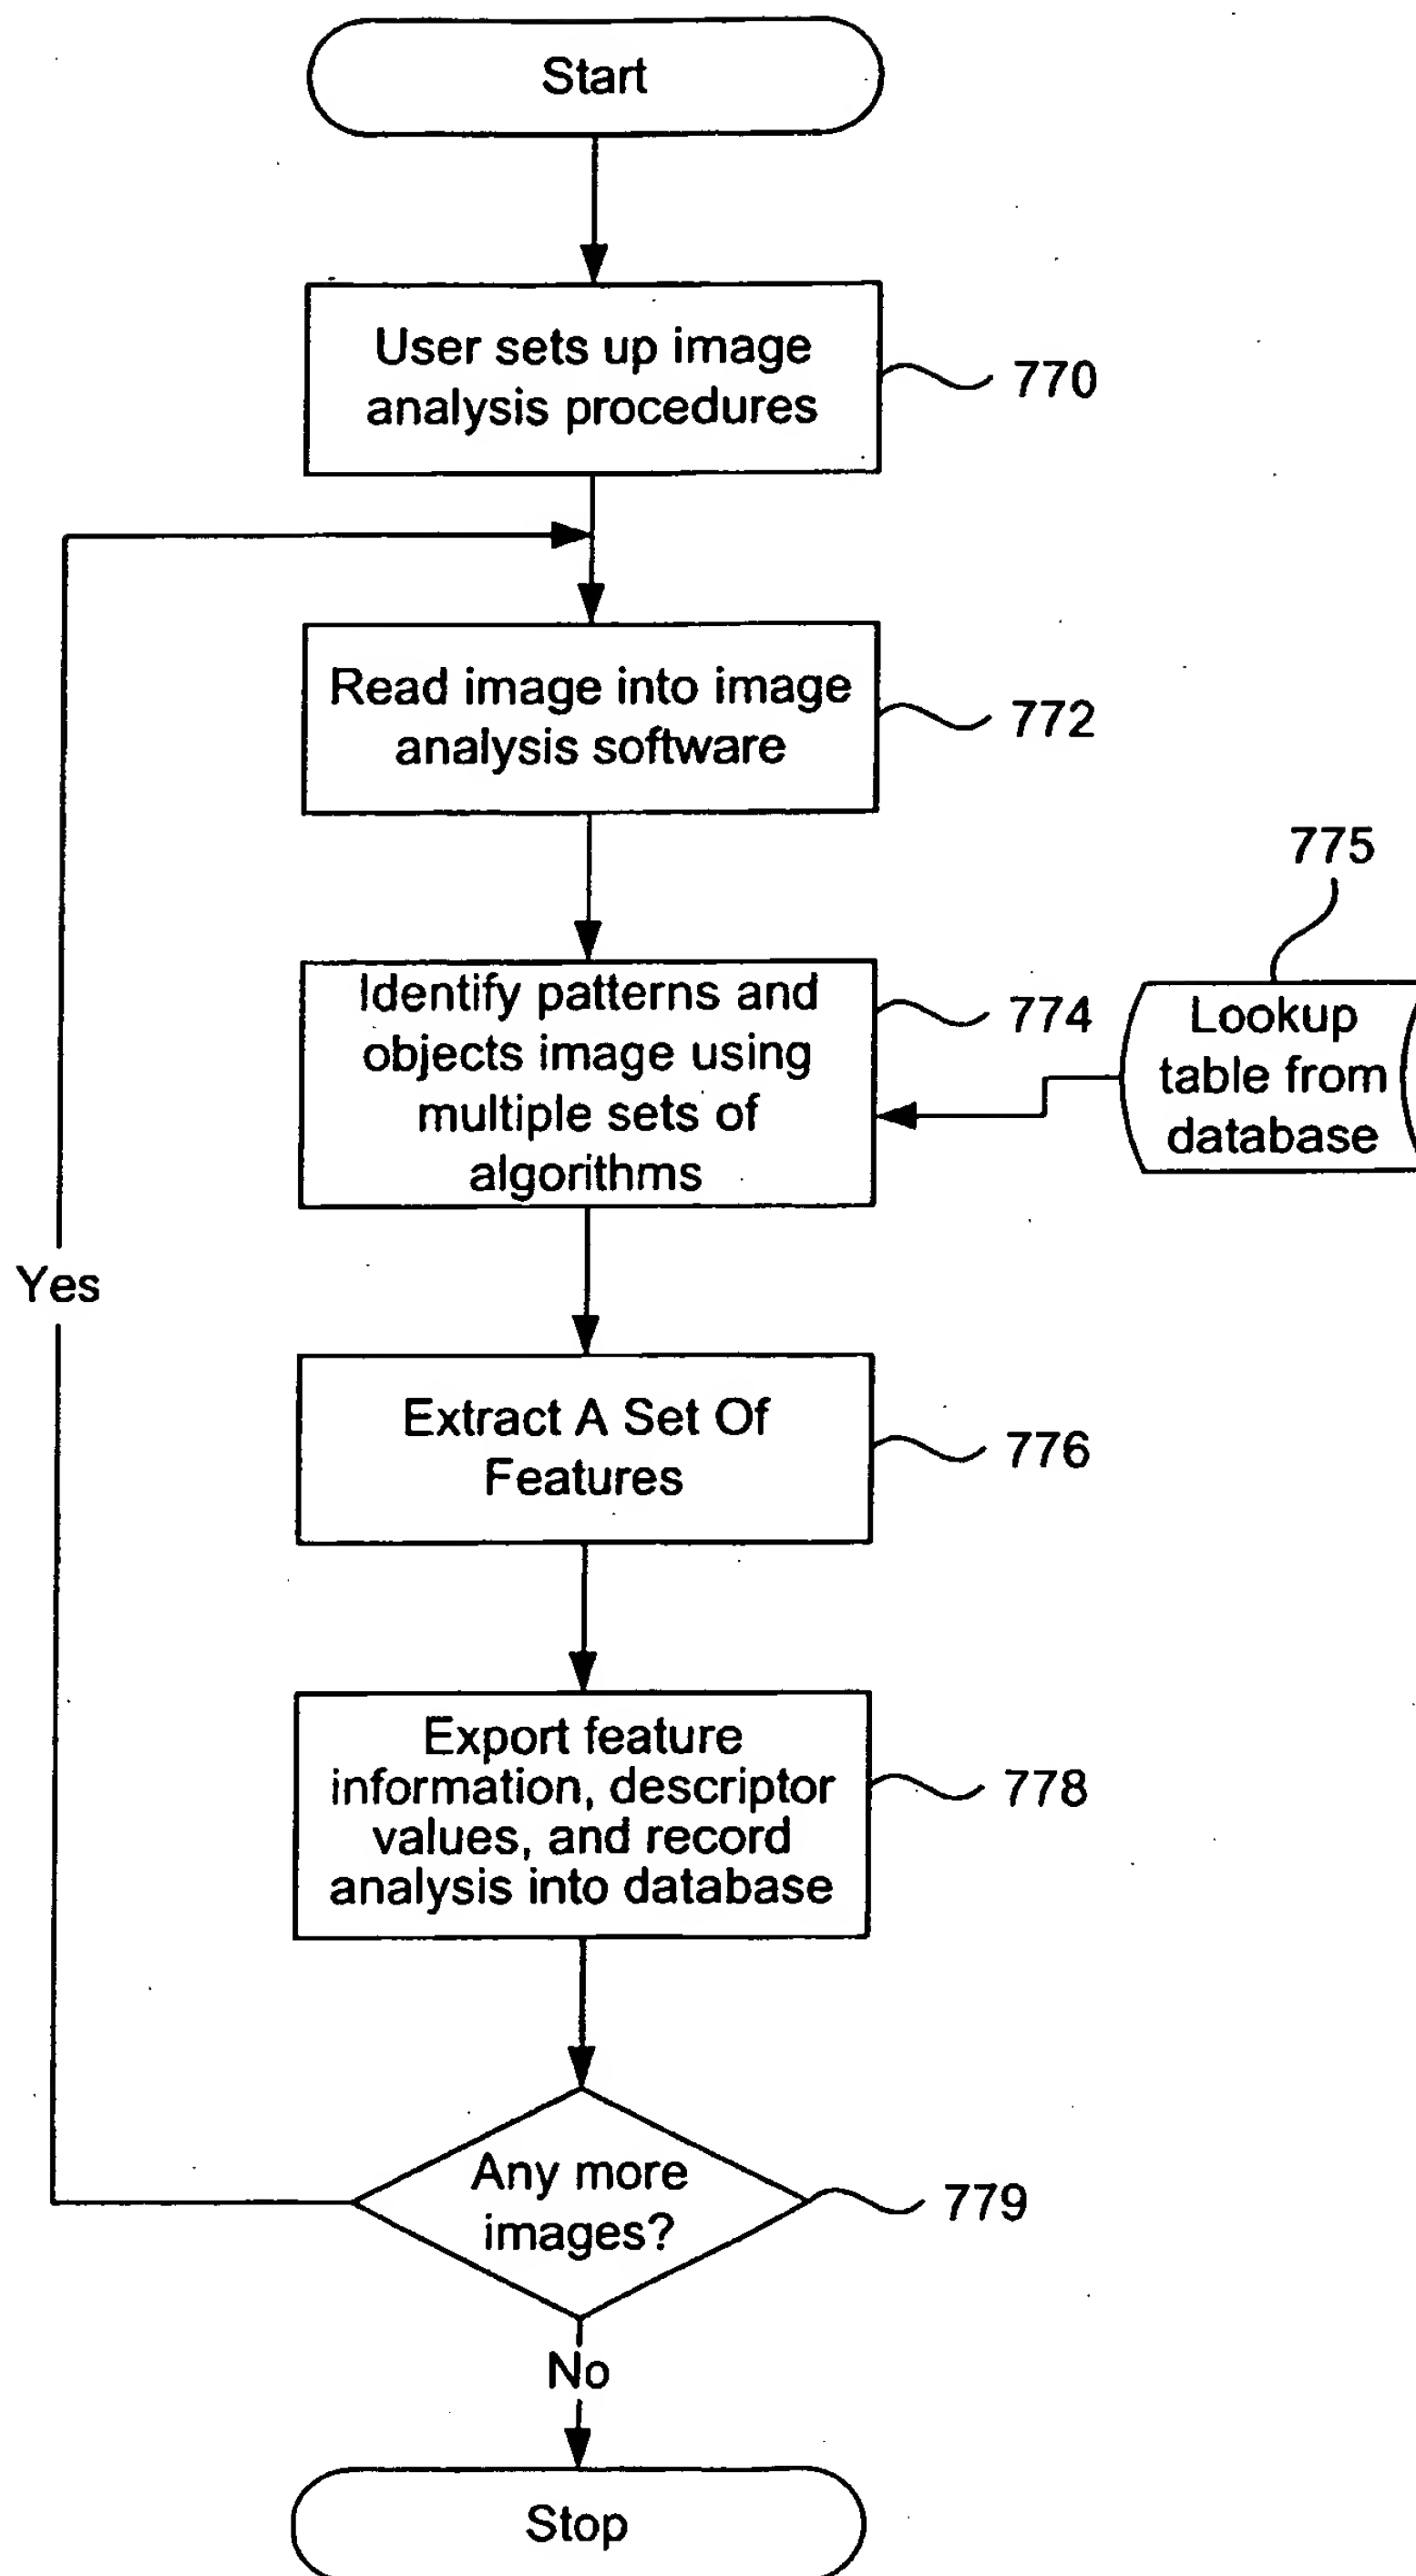 Start
User sets up image
analysis procedures
770
Read image into image
analysis software
772
775
Identify patterns and
objects image using
multiple sets of
algorithms
774
Lookup
table from
database
Yes
Extract A Set Of
Features
776
Export feature
information, descriptor
values, and record
analysis into database
778
Any more
images?
779
No
Stop